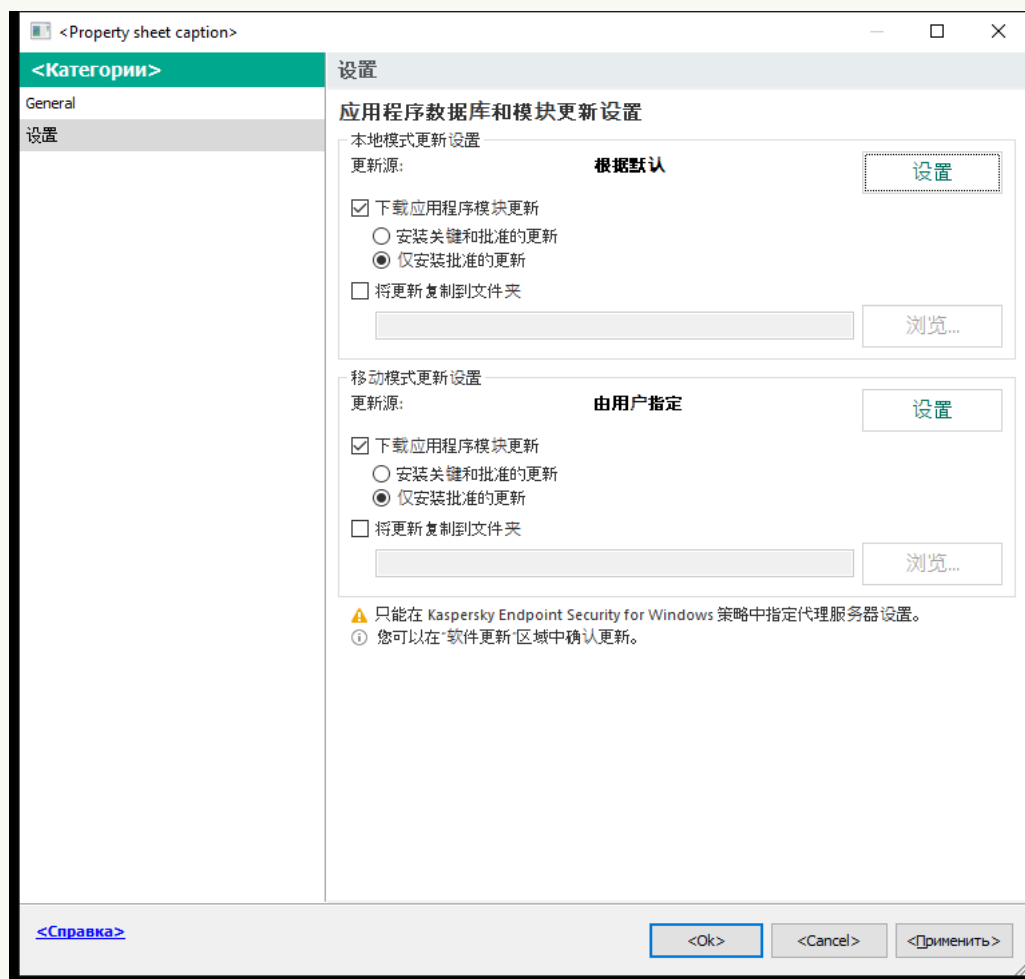 <Property sheet caption>
<Категории>
General
设置
设置
应用程序数据库和模块更新设置
本地模式更新设置
更新源: 根据默认 设置
下载应用程序模块更新
安装关键和批准的更新
仅安装批准的更新
将更新复制到文件夹
浏览...
移动模式更新设置
更新源: 由用户指定 设置
下载应用程序模块更新
安装关键和批准的更新
仅安装批准的更新
将更新复制到文件夹
浏览...
只能在 Kaspersky Endpoint Security for Windows 策略中指定代理服务器设置。
您可以在"软件更新"区域中确认更新。
<Справка> <Ok> <Cancel> <Применить>